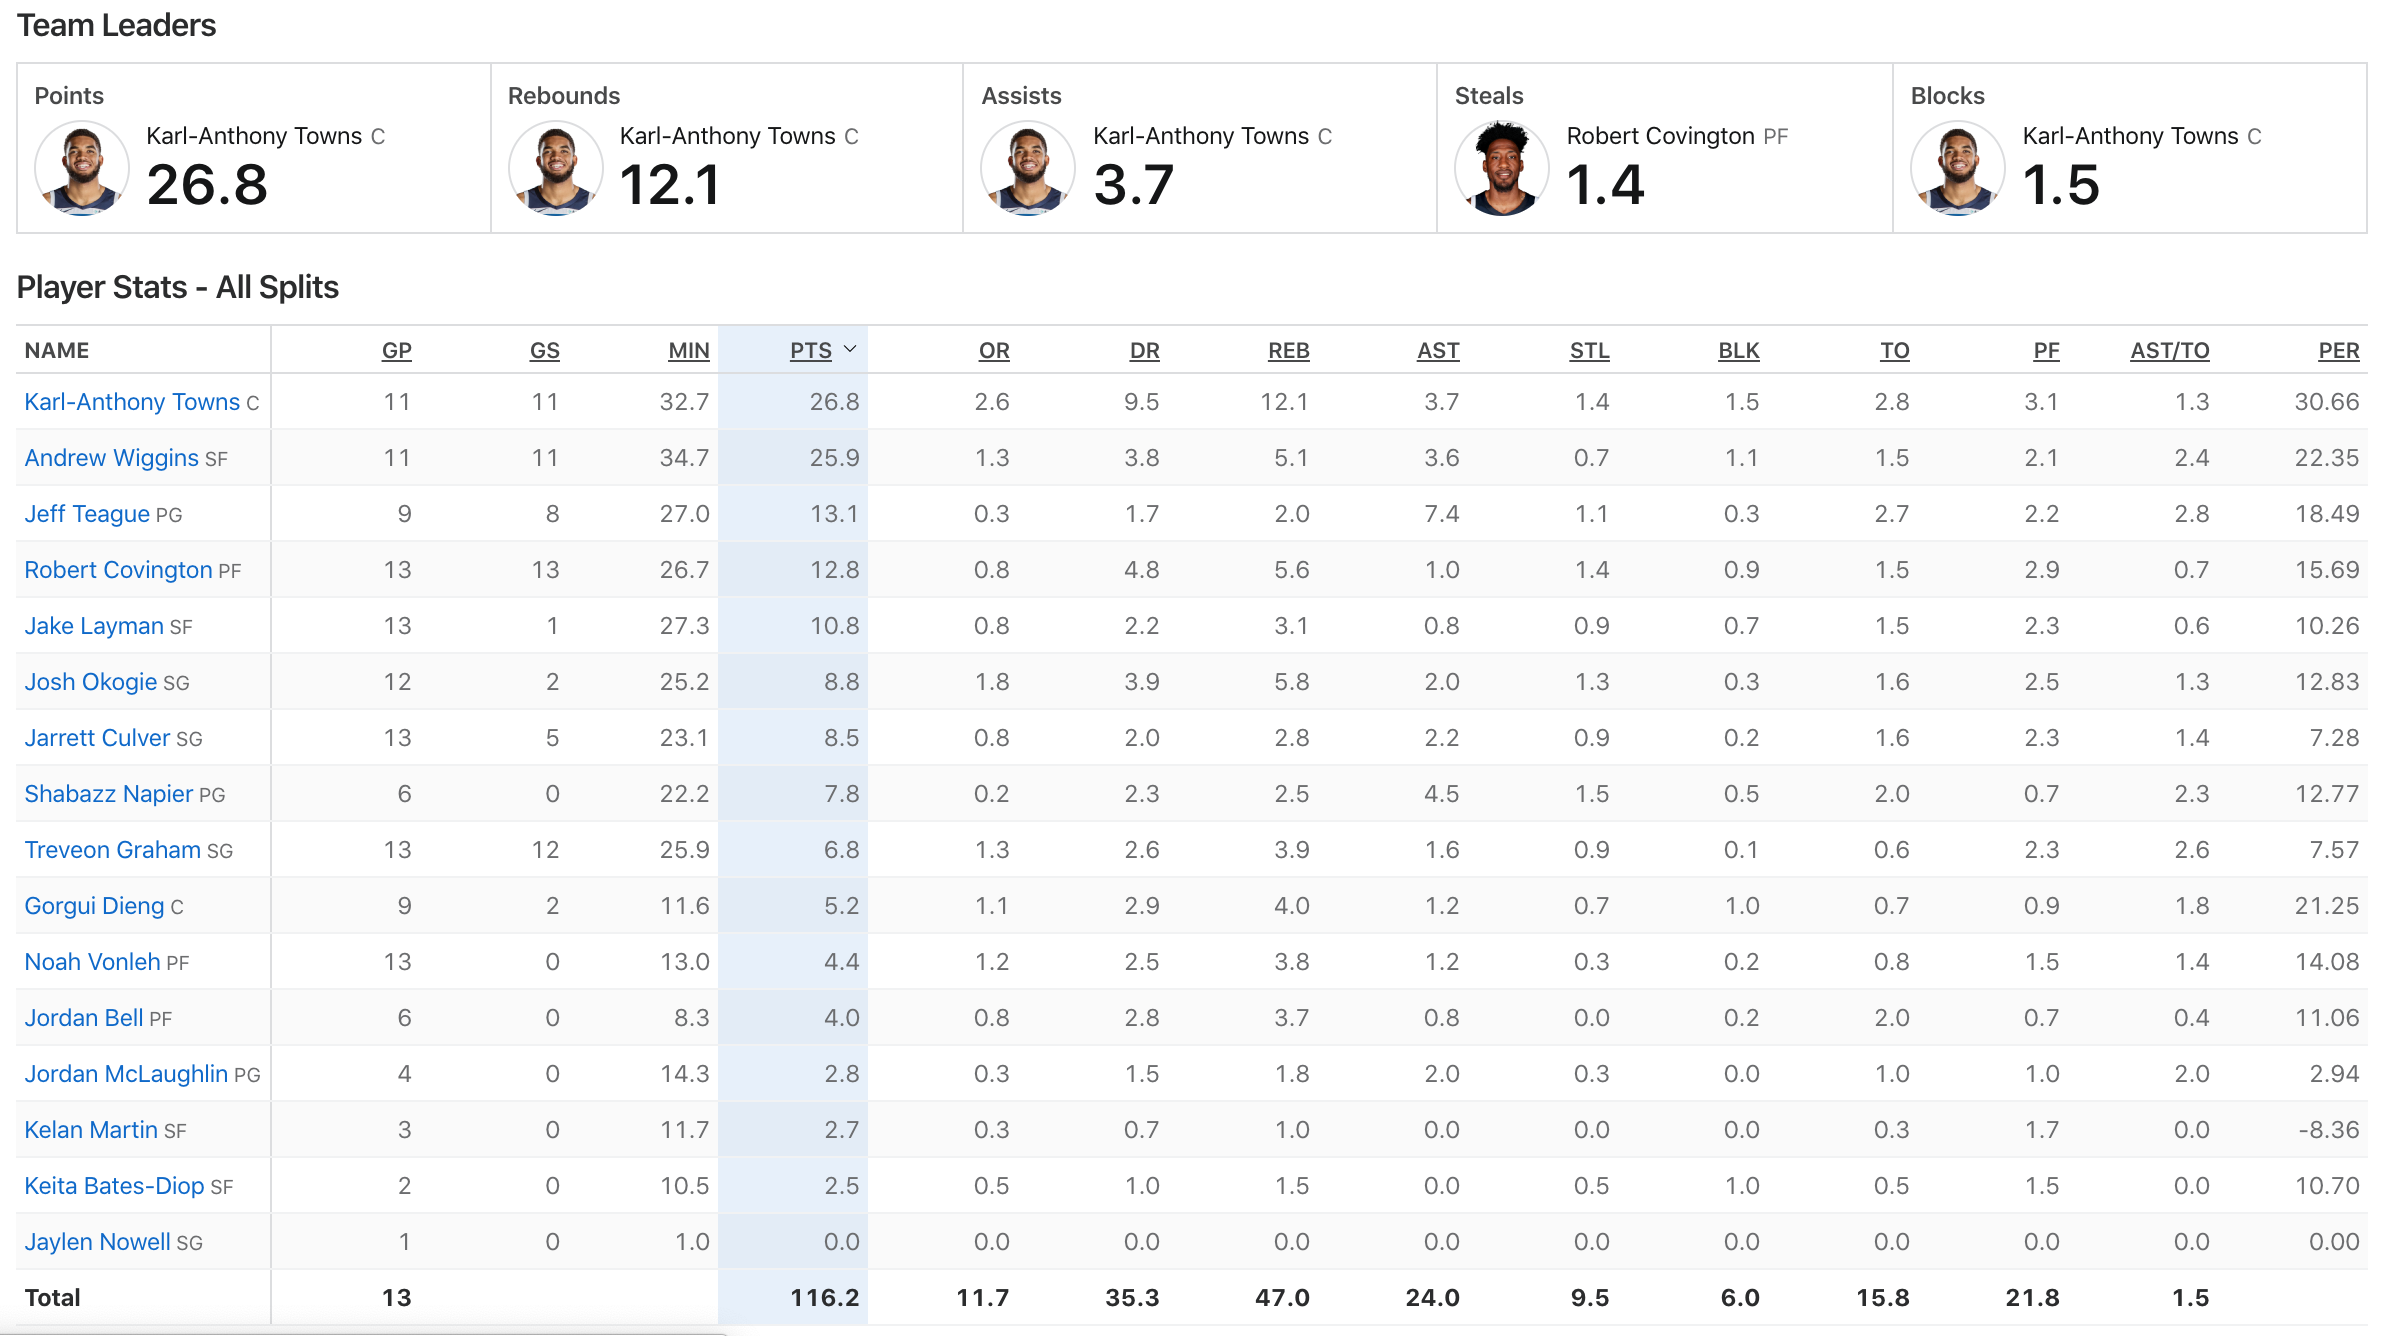 Team Leaders
Points Rebounds Assists Steals Blocks
Karl-Anthony Towns C Karl-Anthony Towns C Karl-Anthony Towns C Robert Covington PF Karl-Anthony Towns C
26.8 12.1 3.7 1.4 1.5
Player Stats - All Splits
NAME GP GS MIN PTS OR DR REB AST STL BLK TO PF AST/TO PER
Karl-Anthony Towns C 11 11 32.7 26.8 2.6 9.5 12.1 3.7 1.4 1.5 2.8 3.1 1.3 30.66
Andrew Wiggins SF 11 11 34.7 25.9 1.3 3.8 5.1 3.6 0.7 1.1 1.5 2.1 2.4 22.35
Jeff Teague PG 9 8 27.0 13.1 0.3 1.7 2.0 7.4 1.1 0.3 2.7 2.2 2.8 18.49
Robert Covington PF 13 13 26.7 12.8 0.8 4.8 5.6 1.0 1.4 0.9 1.5 2.9 0.7 15.69
Jake Layman SF 13 1 27.3 10.8 0.8 2.2 3.1 0.8 0.9 0.7 1.5 2.3 0.6 10.26
Josh Okogie SG 12 2 25.2 8.8 1.8 3.9 5.8 2.0 1.3 0.3 1.6 2.5 1.3 12.83
Jarrett Culver SG 13 5 23.1 8.5 0.8 2.0 2.8 2.2 0.9 0.2 1.6 2.3 1.4 7.28
Shabazz Napier PG 6 0 22.2 7.8 0.2 2.3 2.5 4.5 1.5 0.5 2.0 0.7 2.3 12.77
Treveon Graham SG 13 12 25.9 6.8 1.3 2.6 3.9 1.6 0.9 0.1 0.6 2.3 2.6 7.57
Gorgui Dieng C 9 2 11.6 5.2 1.1 2.9 4.0 1.2 0.7 1.0 0.7 0.9 1.8 21.25
Noah Vonleh PF 13 0 13.0 4.4 1.2 2.5 3.8 1.2 0.3 0.2 0.8 1.5 1.4 14.08
Jordan Bell PF 6 0 8.3 4.0 0.8 2.8 3.7 0.8 0.0 0.2 2.0 0.7 0.4 11.06
Jordan McLaughlin PG 4 0 14.3 2.8 0.3 1.5 1.8 2.0 0.3 0.0 1.0 1.0 2.0 2.94
Kelan Martin SF 3 0 11.7 2.7 0.3 0.7 1.0 0.0 0.0 0.0 0.3 1.7 0.0 -8.36
Keita Bates-Diop SF 2 0 10.5 2.5 0.5 1.0 1.5 0.0 0.5 1.0 0.5 1.5 0.0 10.70
Jaylen Nowell SG 1 0 1.0 0.0 0.0 0.0 0.0 0.0 0.0 0.0 0.0 0.0 0.0 0.00
Total 13 116.2 11.7 35.3 47.0 24.0 9.5 6.0 15.8 21.8 1.5